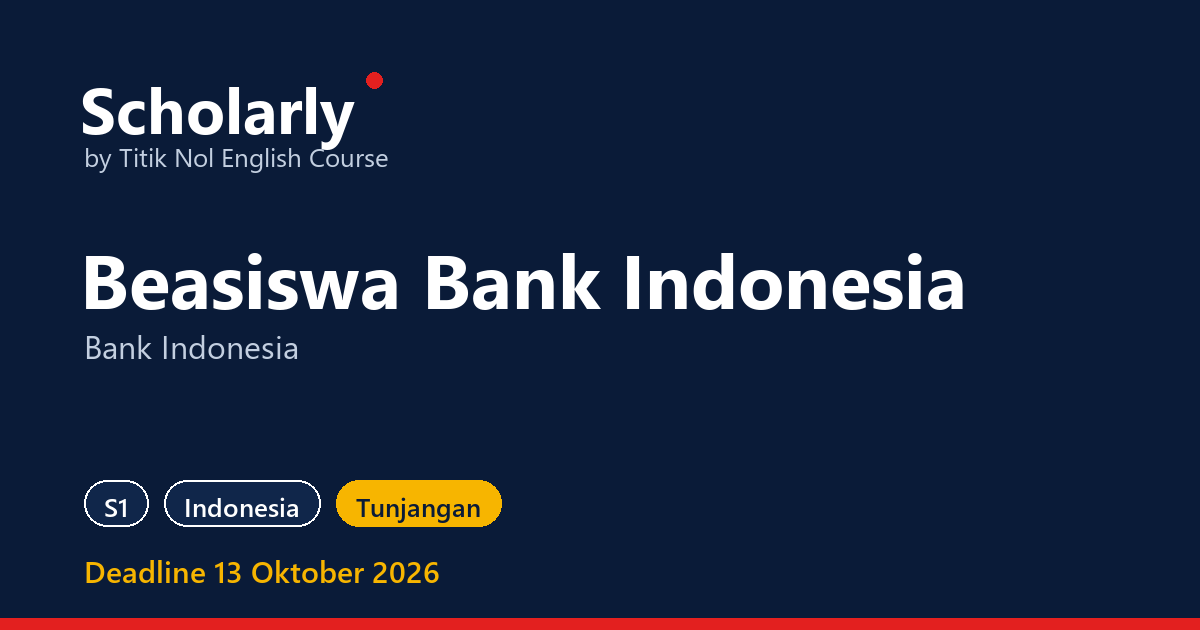 Scholarly
by Titik Nol English Course
Beasiswa Bank Indonesia
Bank Indonesia
S1 Indonesia Tunjangan
Deadline 13 Oktober 2026